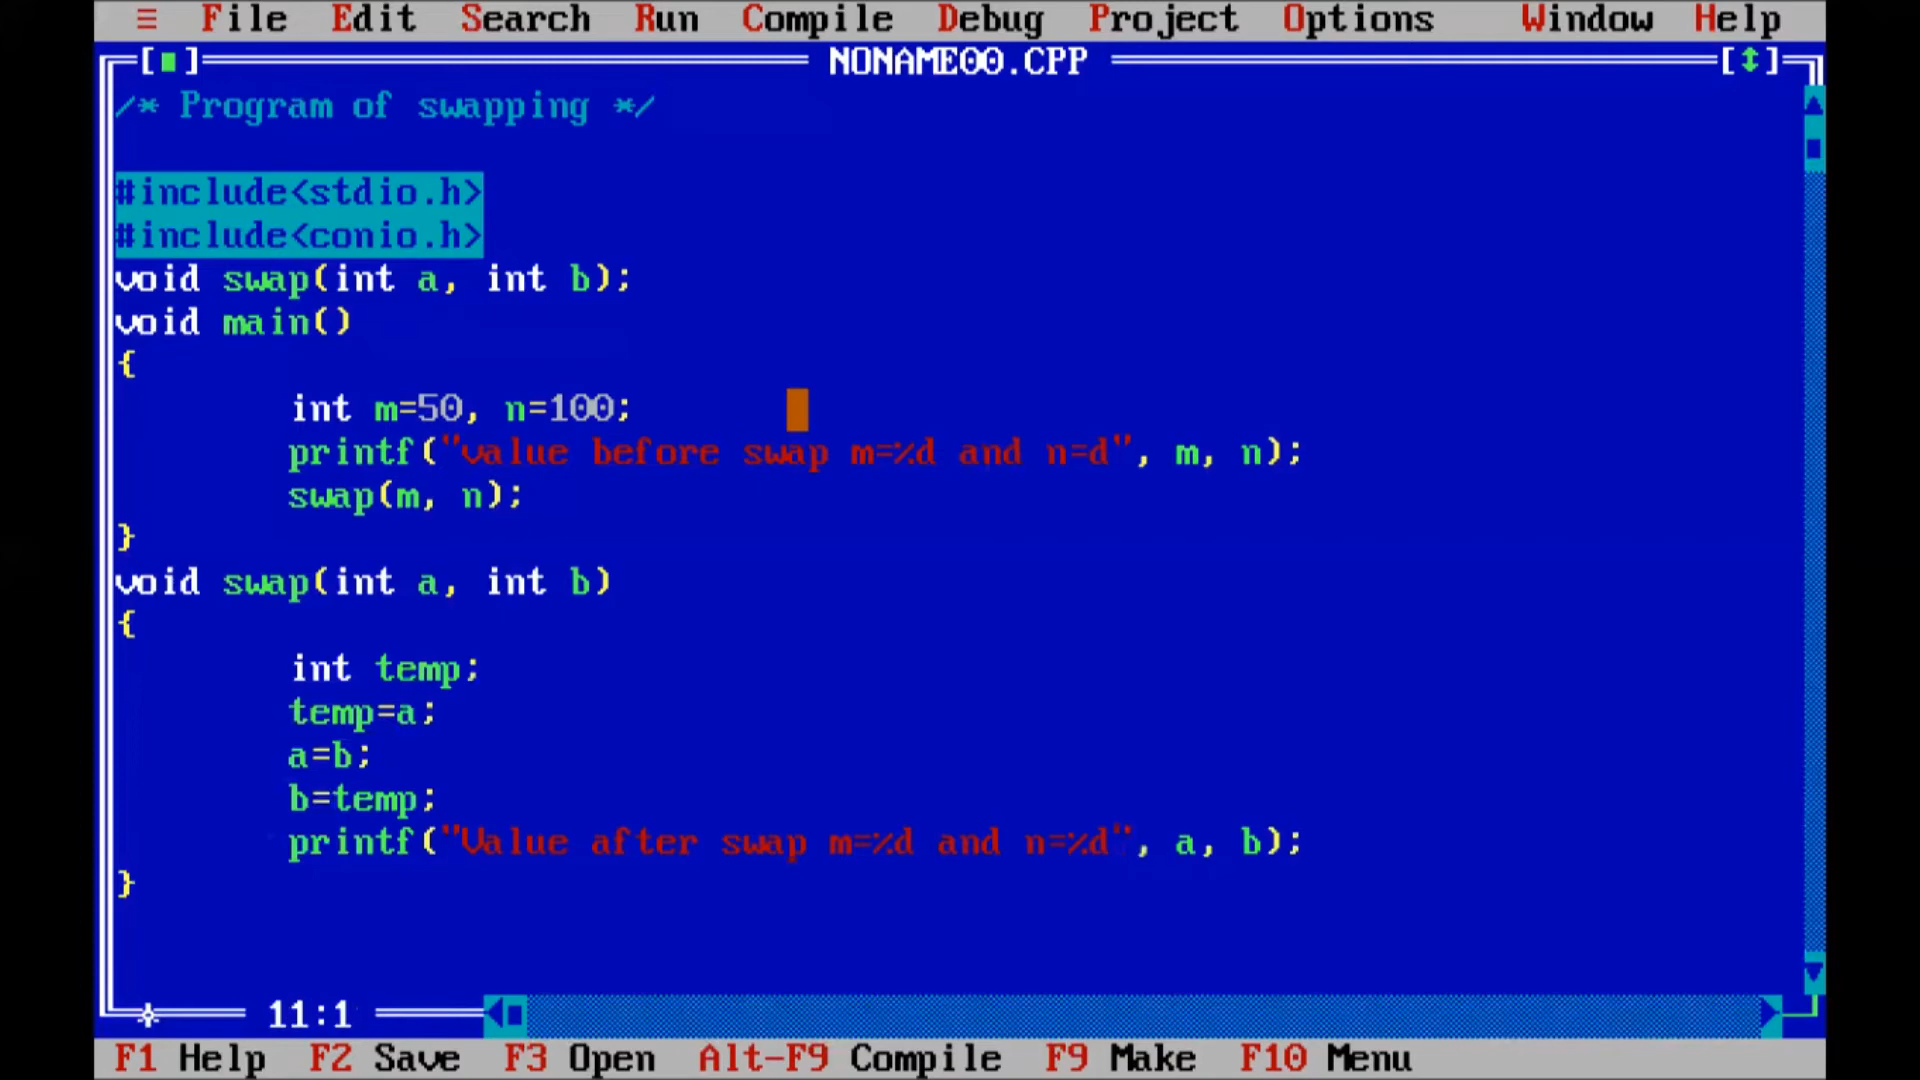 ≡ File Edit Search Run Compile Debug Project Options Window Help
[■] NONAME00.CPP [↕]
/* Program of swapping */
#include<stdio.h>
#include<conio.h>
void swap(int a, int b);
void main()
{
int m=50, n=100;
printf("value before swap m=%d and n=d", m, n);
swap(m, n);
}
void swap(int a, int b)
{
int temp;
temp=a;
a=b;
b=temp;
printf("Value after swap m=%d and n=%d", a, b);
}
11:1
F1 Help F2 Save F3 Open Alt-F9 Compile F9 Make F10 Menu